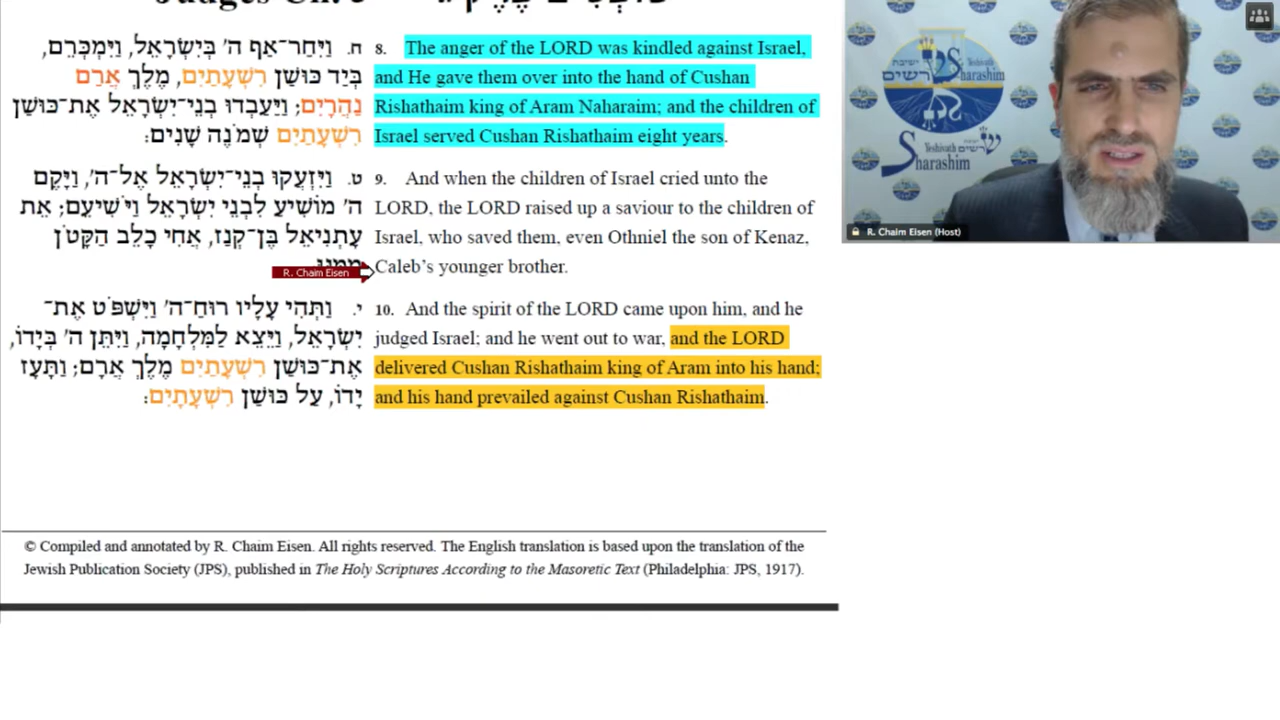 Judges Ch. 3
ח. וַיִּחַר־אַף ה' בְּיִשְׂרָאֵל, וַיִּמְכְּרֵם,
בְּיַד כּוּשַׁן רִשְׁעָתַיִם, מֶלֶךְ אֲרַם
נַהֲרָיִם; וַיַּעַבְדוּ בְנֵי־יִשְׂרָאֵל אֶת־כּוּשַׁן
רִשְׁעָתַיִם שְׁמֹנֶה שָׁנִים:
8. The anger of the LORD was kindled against Israel,
and He gave them over into the hand of Cushan
Rishathaim king of Aram Naharaim; and the children of
Israel served Cushan Rishathaim eight years.
ט. וַיִּזְעֲקוּ בְנֵי־יִשְׂרָאֵל אֶל־ה', וַיָּקֶם
ה' מוֹשִׁיעַ לִבְנֵי יִשְׂרָאֵל וַיּוֹשִׁיעֵם; אֵת
עָתְנִיאֵל בֶּן־קְנַז, אֲחִי כָלֵב הַקָּטֹן
9. And when the children of Israel cried unto the
LORD, the LORD raised up a saviour to the children of
Israel, who saved them, even Othniel the son of Kenaz,
Caleb’s younger brother.
R. Chaim Eisen
י. וַתְּהִי עָלָיו רוּחַ־ה' וַיִּשְׁפֹּט אֶת־
יִשְׂרָאֵל, וַיֵּצֵא לַמִּלְחָמָה, וַיִּתֵּן ה' בְּיָדוֹ,
אֶת־כּוּשַׁן רִשְׁעָתַיִם מֶלֶךְ אֲרָם; וַתָּעָז
יָדוֹ, עַל כּוּשַׁן רִשְׁעָתָיִם:
10. And the spirit of the LORD came upon him, and he
judged Israel; and he went out to war, and the LORD
delivered Cushan Rishathaim king of Aram into his hand;
and his hand prevailed against Cushan Rishathaim.
© Compiled and annotated by R. Chaim Eisen. All rights reserved. The English translation is based upon the translation of the
Jewish Publication Society (JPS), published in The Holy Scriptures According to the Masoretic Text (Philadelphia: JPS, 1917).
ישיבת
שרשים
Yeshivath
Sharashim
שרשים
Yeshivath
Sharashim
R. Chaim Eisen (Host)